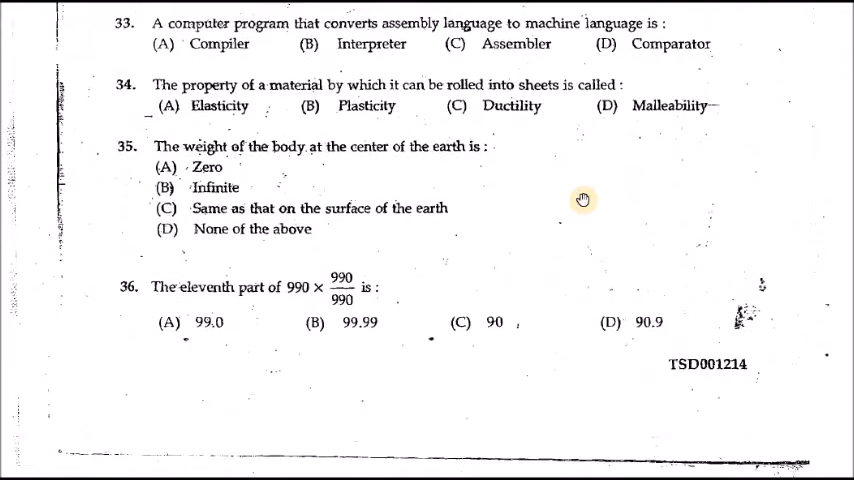 33. A computer program that converts assembly language to machine language is :
(A) Compiler (B) Interpreter (C) Assembler (D) Comparator
34. The property of a material by which it can be rolled into sheets is called :
(A) Elasticity (B) Plasticity (C) Ductility (D) Malleability
35. The weight of the body at the center of the earth is :
(A) Zero
(B) Infinite
(C) Same as that on the surface of the earth
(D) None of the above
36. The eleventh part of 990 × 990/990 is :
(A) 99.0 (B) 99.99 (C) 90 (D) 90.9
TSD001214